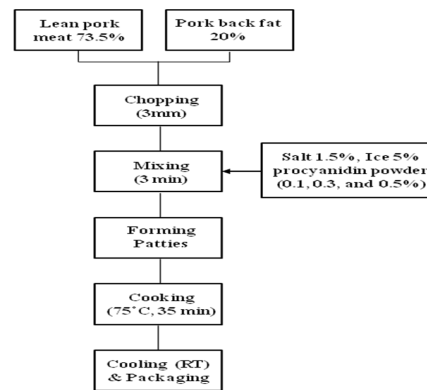 Lean pork
meat 73.5%
Pork back fat
20%
Chopping
(3mm)
Mixing
(3 min)
Salt 1.5%, Ice 5%
procyanidin powder
(0.1, 0.3, and 0.5%)
Forming
Patties
Cooking
(75˚C, 35 min)
Cooling (RT)
& Packaging